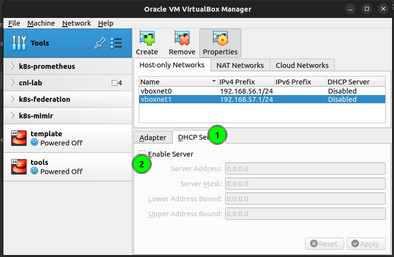 Oracle VM VirtualBox Manager
File Machine Network Help
Tools
Create Remove Properties
Host-only Networks NAT Networks Cloud Networks
k8s-prometheus
Name IPv4 Prefix IPv6 Prefix DHCP Server
cni-lab 4
vboxnet0 192.168.56.1/24 Disabled
vboxnet1 192.168.57.1/24 Disabled
k8s-federation
k8s-mimir
template
Powered Off
Adapter DHCP Se 1
tools
Powered Off
Enable Server
2
Server Address: 0.0.0.0
Server Mask: 0.0.0.0
Lower Address Bound: 0.0.0.0
Upper Address Bound: 0.0.0.0
Reset Apply